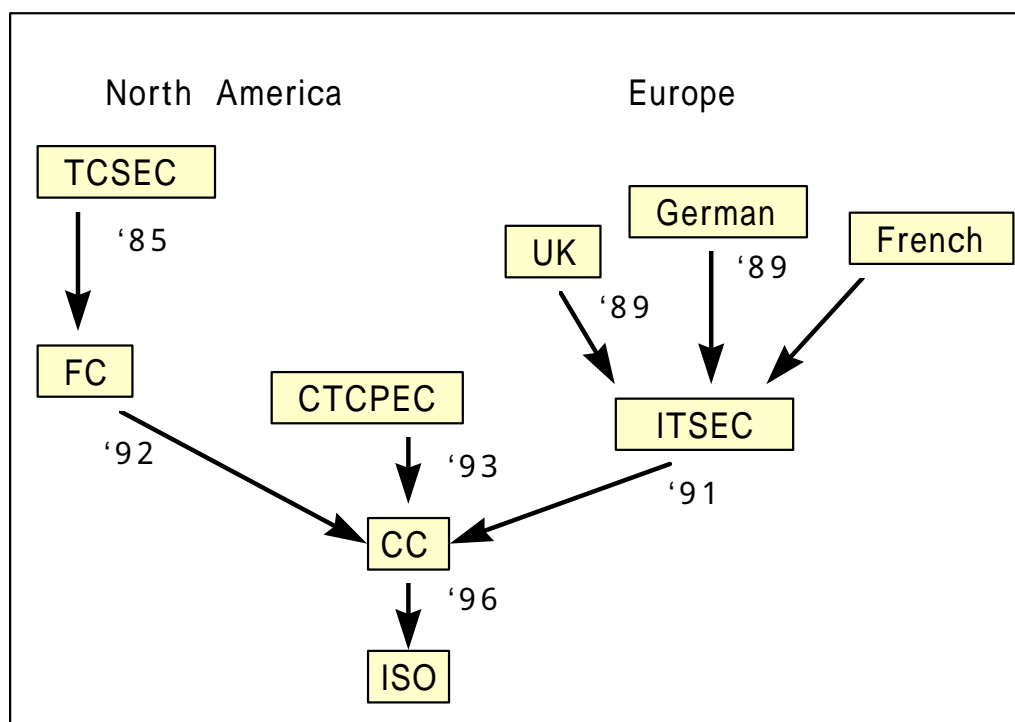 North America
Europe
TCSEC
German
French
UK
‘85
‘89
‘89
FC
CTCPEC
ITSEC
‘92
‘93
‘91
CC
‘96
ISO